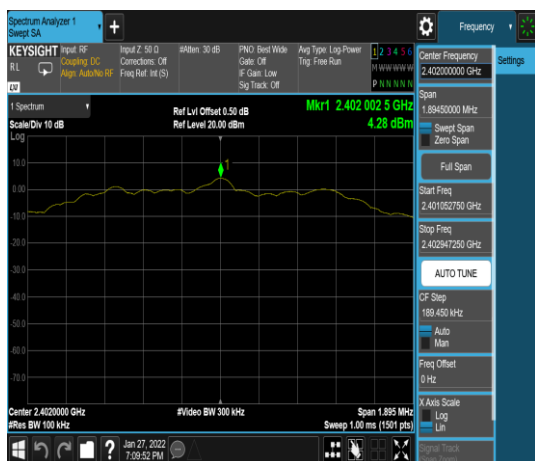 Spectrum Analyzer 1
Swept SA
+
Frequency
KEYSIGHT
RL
LXI
Input: RF
Coupling: DC
Align: Auto/No RF
Input Z: 50 Ω
Corrections: Off
Freq Ref: Int (S)
#Atten: 30 dB
PNO: Best Wide
Gate: Off
IF Gain: Low
Sig Track: Off
Avg Type: Log-Power
Trig: Free Run
1 2 3 4 5 6
M W W W W W
P N N N N N
Center Frequency
2.402000000 GHz
Settings
Span
1.89450000 MHz
Swept Span
Zero Span
Full Span
Start Freq
2.401052750 GHz
Stop Freq
2.402947250 GHz
AUTO TUNE
CF Step
189.450 kHz
Auto
Man
Freq Offset
0 Hz
X Axis Scale
Log
Lin
Signal Track
(Span Zoom)
1 Spectrum
Scale/Div 10 dB
Ref Lvl Offset 0.50 dB
Ref Level 20.00 dBm
Mkr1 2.402 002 5 GHz
4.28 dBm
Log
1
10.0
0.00
-10.0
-20.0
-30.0
-40.0
-50.0
-60.0
-70.0
Center 2.4020000 GHz
#Res BW 100 kHz
#Video BW 300 kHz
Span 1.895 MHz
Sweep 1.00 ms (1501 pts)
?
Jan 27, 2022
7:09:52 PM